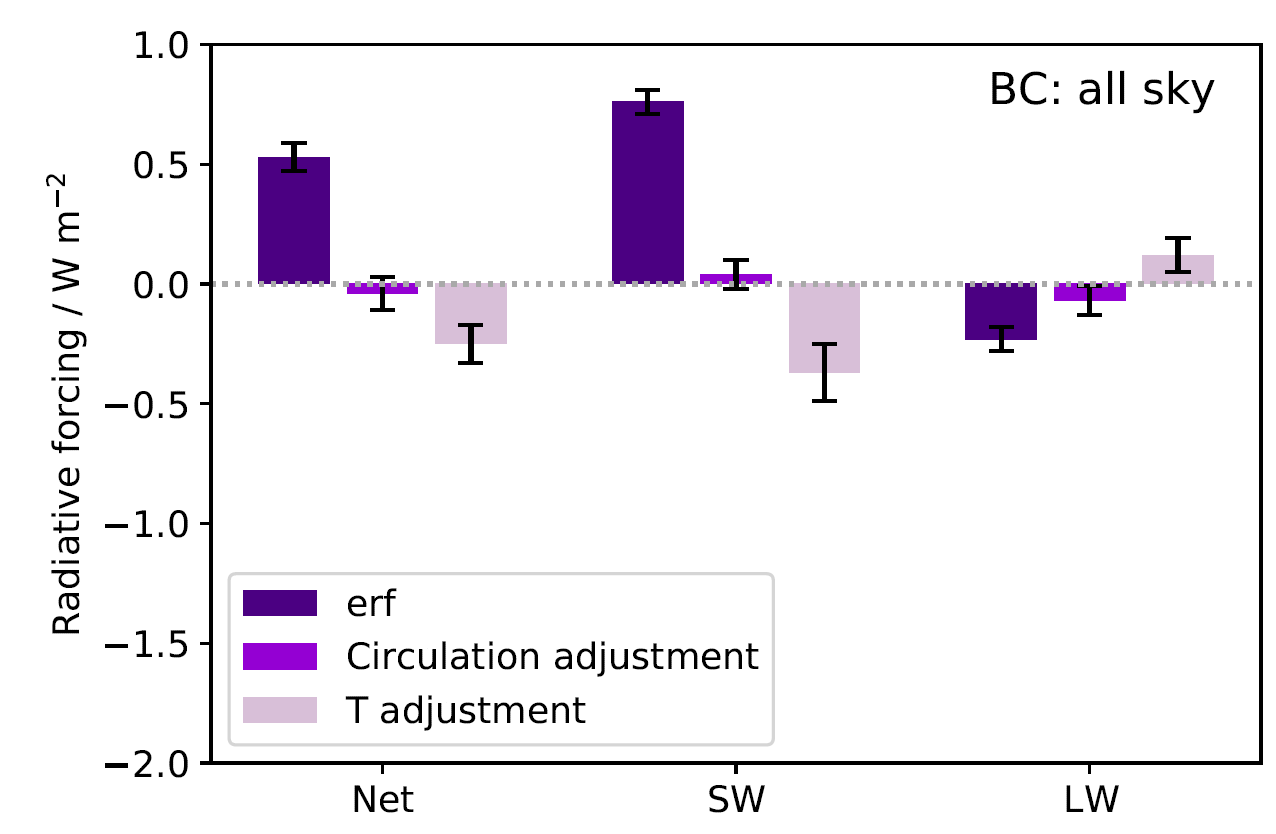 BC: all sky
Radiative forcing / W m⁻²
1.0
0.5
0.0
−0.5
−1.0
−1.5
−2.0
erf
Circulation adjustment
T adjustment
Net
SW
LW